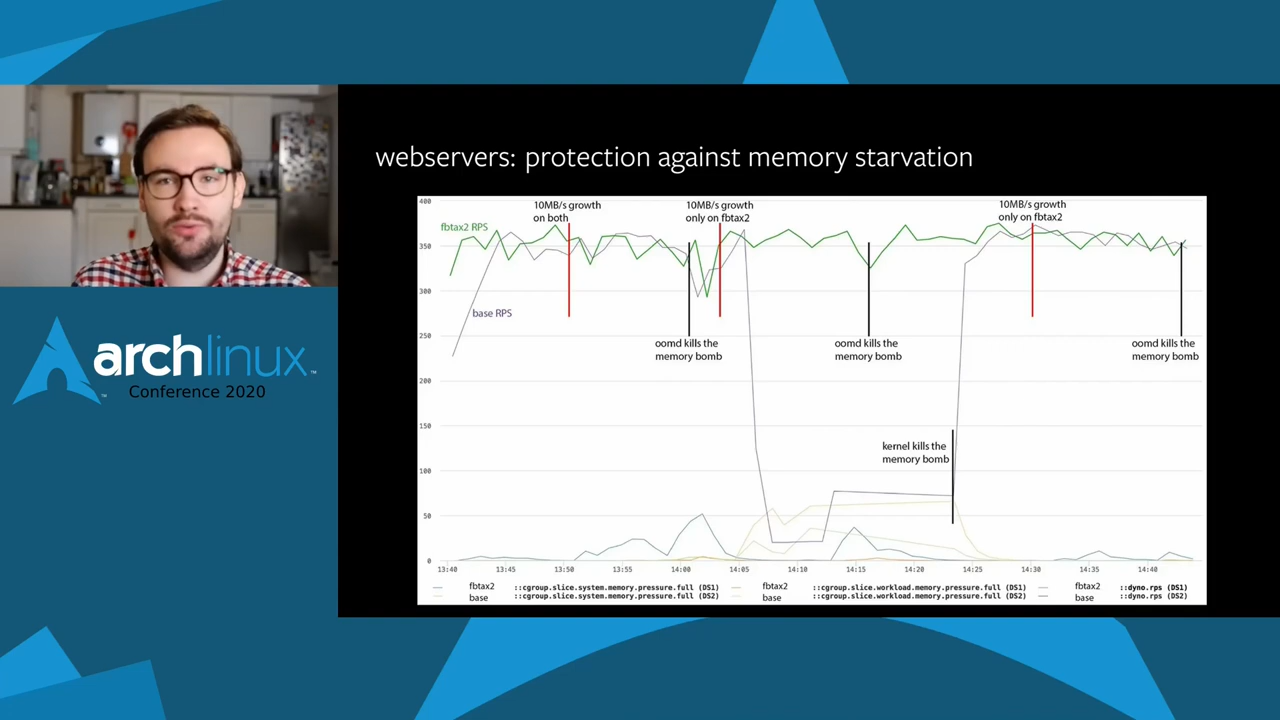 webservers: protection against memory starvation
400
350
300
250
200
150
100
50
0
fbtax2 RPS
base RPS
10MB/s growth
on both
10MB/s growth
only on fbtax2
10MB/s growth
only on fbtax2
oomd kills the
memory bomb
oomd kills the
memory bomb
oomd kills the
memory bomb
kernel kills the
memory bomb
13:40 13:45 13:50 13:55 14:00 14:05 14:10 14:15 14:20 14:25 14:30 14:35 14:40
fbtax2 ::cgroup.slice.system.memory.pressure.full (DS1) fbtax2 ::cgroup.slice.workload.memory.pressure.full (DS1) fbtax2 ::dyno.rps (DS1)
base ::cgroup.slice.system.memory.pressure.full (DS2) base ::cgroup.slice.workload.memory.pressure.full (DS2) base ::dyno.rps (DS2)
archlinux™
Conference 2020